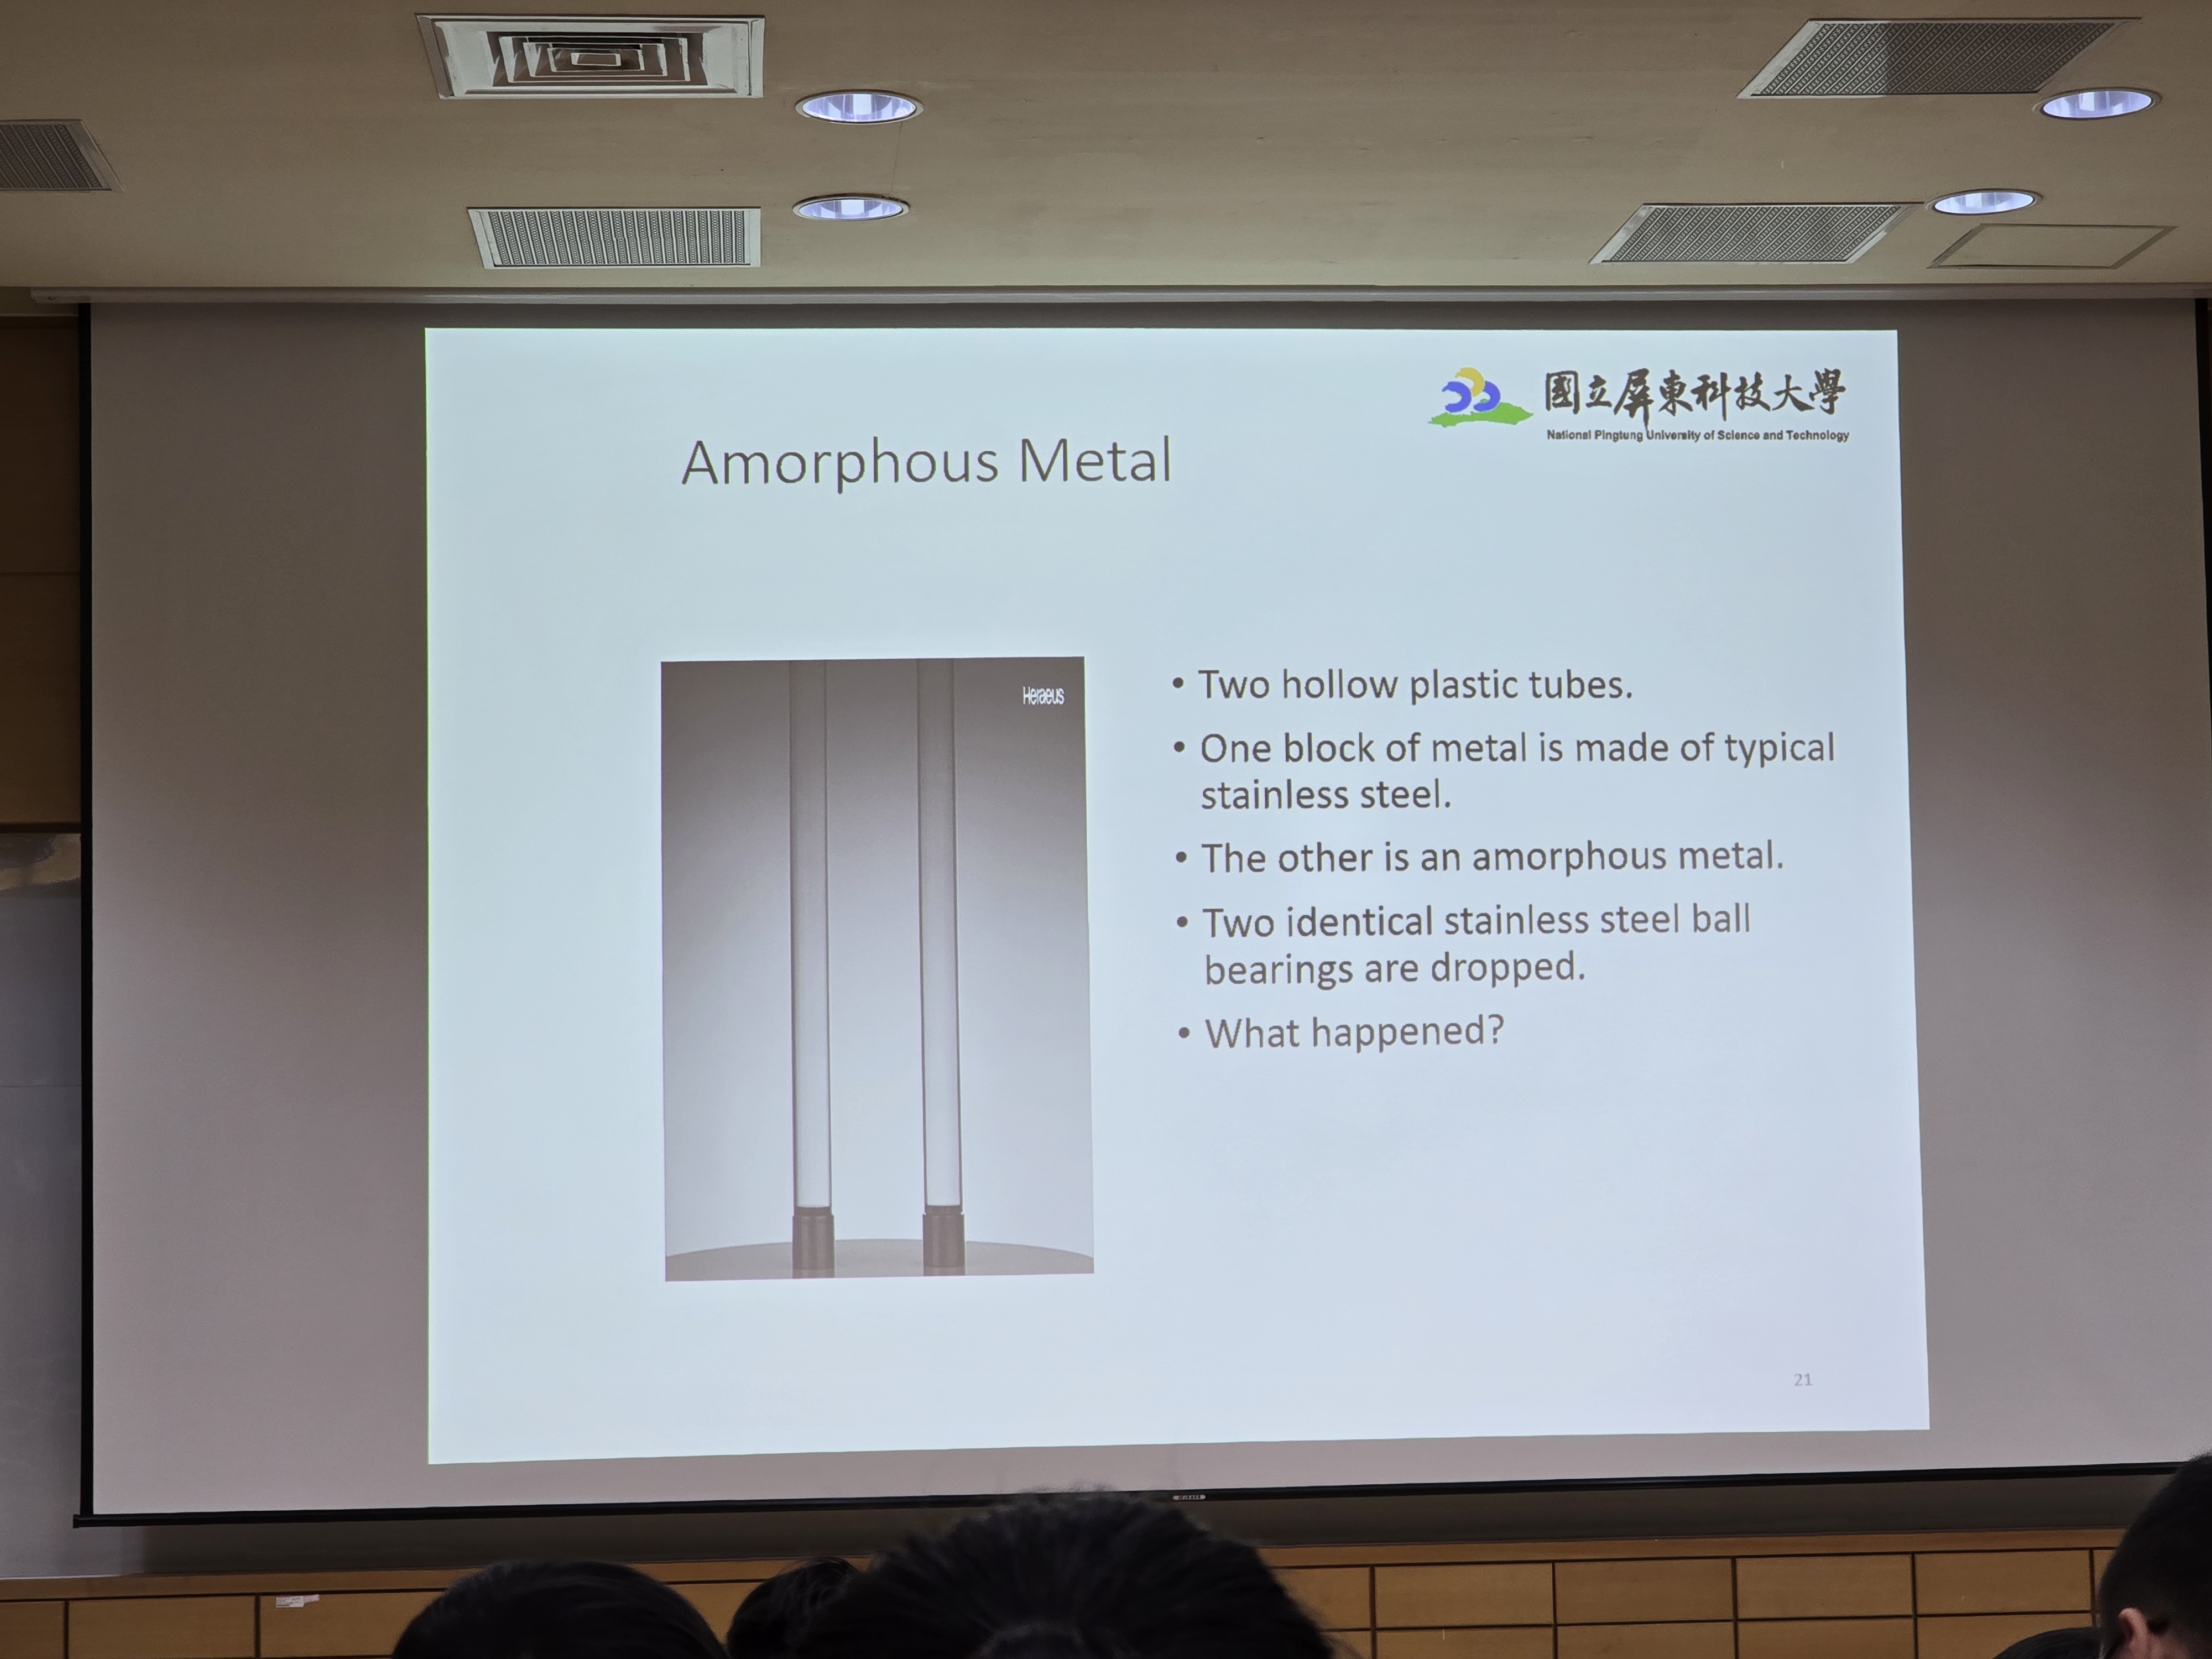 國立屏東科技大學
National Pingtung University of Science and Technology
Amorphous Metal
Heraeus
• Two hollow plastic tubes.
• One block of metal is made of typical
stainless steel.
• The other is an amorphous metal.
• Two identical stainless steel ball
bearings are dropped.
• What happened?
21